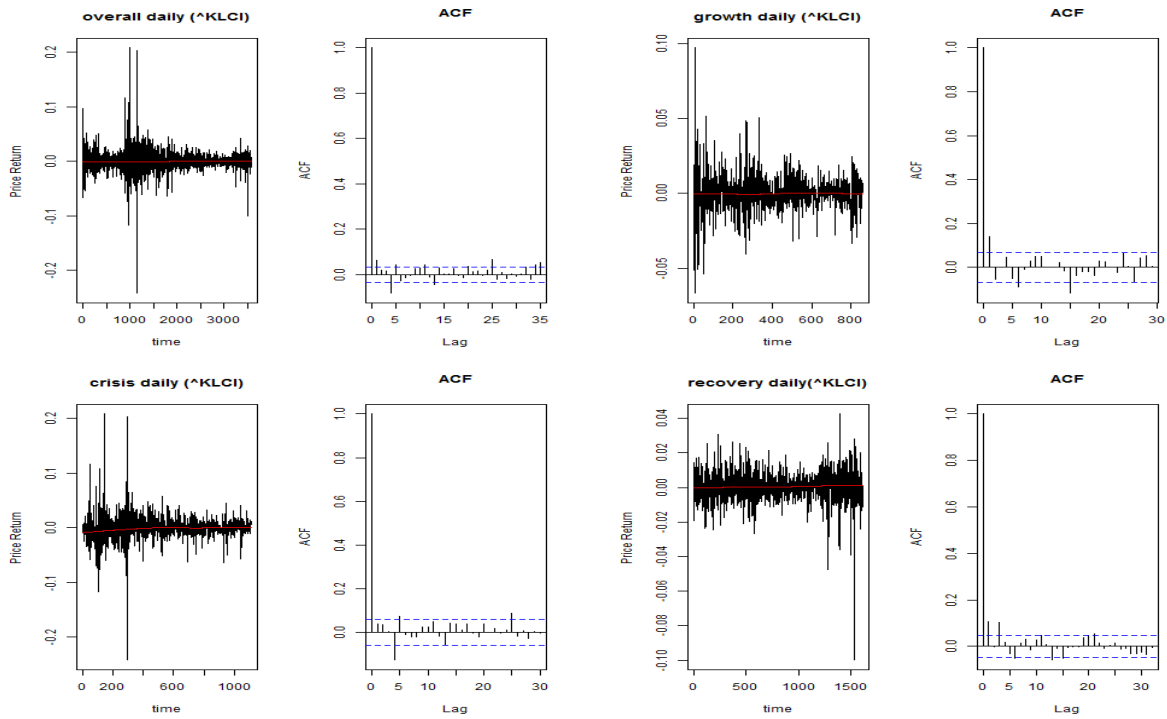 overall daily (^KLCI)
Price Return
0.2
0.1
0.0
-0.1
-0.2
0 1000 2000 3000
time
ACF
ACF
1.0
0.8
0.6
0.4
0.2
0.0
0 5 15 25 35
Lag
growth daily (^KLCI)
Price Return
0.10
0.05
0.00
-0.05
0 200 400 600 800
time
ACF
ACF
1.0
0.8
0.6
0.4
0.2
0.0
0 5 10 20 30
Lag
crisis daily (^KLCI)
Price Return
0.2
0.1
0.0
-0.1
-0.2
0 200 600 1000
time
ACF
ACF
1.0
0.8
0.6
0.4
0.2
0.0
0 5 10 20 30
Lag
recovery daily(^KLCI)
Price Return
0.04
0.02
0.00
-0.02
-0.04
-0.06
-0.08
-0.10
0 500 1000 1500
time
ACF
ACF
1.0
0.8
0.6
0.4
0.2
0.0
0 5 10 20 30
Lag